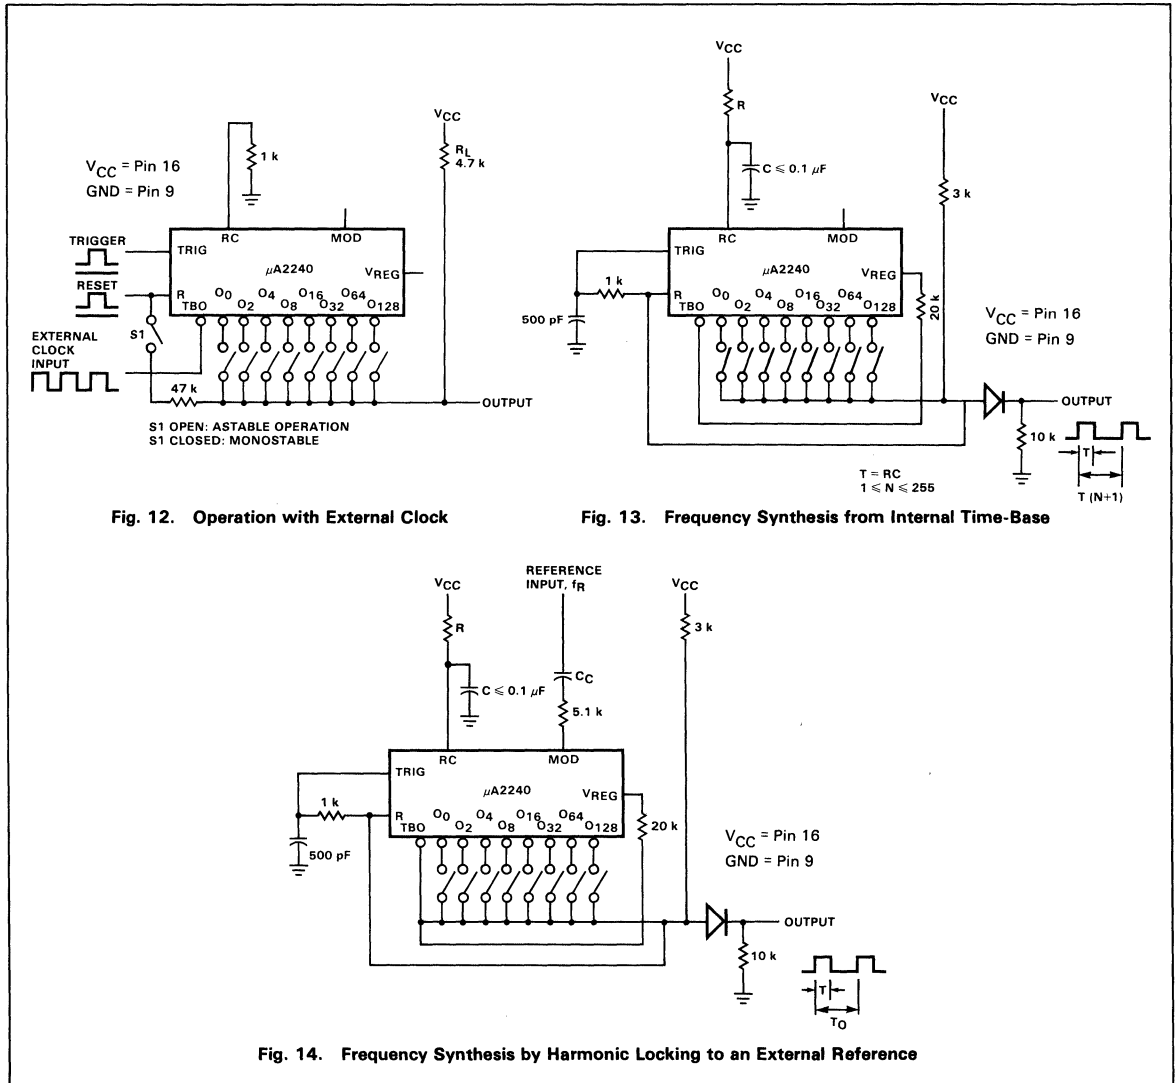 VCC = Pin 16
GND = Pin 9
1 k
VCC
RL
4.7 k
TRIGGER
RESET
EXTERNAL
CLOCK
INPUT
S1
TRIG
RC
MOD
μA2240
VREG
R
TBO
O0
O2
O4
O8
O16
O32
O64
O128
47 k
OUTPUT
S1 OPEN: ASTABLE OPERATION
S1 CLOSED: MONOSTABLE
Fig. 12. Operation with External Clock
VCC
R
C ⩽ 0.1 μF
VCC
3 k
TRIG
RC
MOD
μA2240
VREG
1 k
R
TBO
O0
O2
O4
O8
O16
O32
O64
O128
500 pF
20 k
VCC = Pin 16
GND = Pin 9
OUTPUT
10 k
T
T (N+1)
T = RC
1 ⩽ N ⩽ 255
Fig. 13. Frequency Synthesis from Internal Time-Base
VCC
R
C ⩽ 0.1 μF
REFERENCE
INPUT, fR
CC
5.1 k
VCC
3 k
TRIG
RC
MOD
μA2240
VREG
1 k
R
TBO
O0
O2
O4
O8
O16
O32
O64
O128
500 pF
20 k
VCC = Pin 16
GND = Pin 9
OUTPUT
10 k
T
TO
Fig. 14. Frequency Synthesis by Harmonic Locking to an External Reference